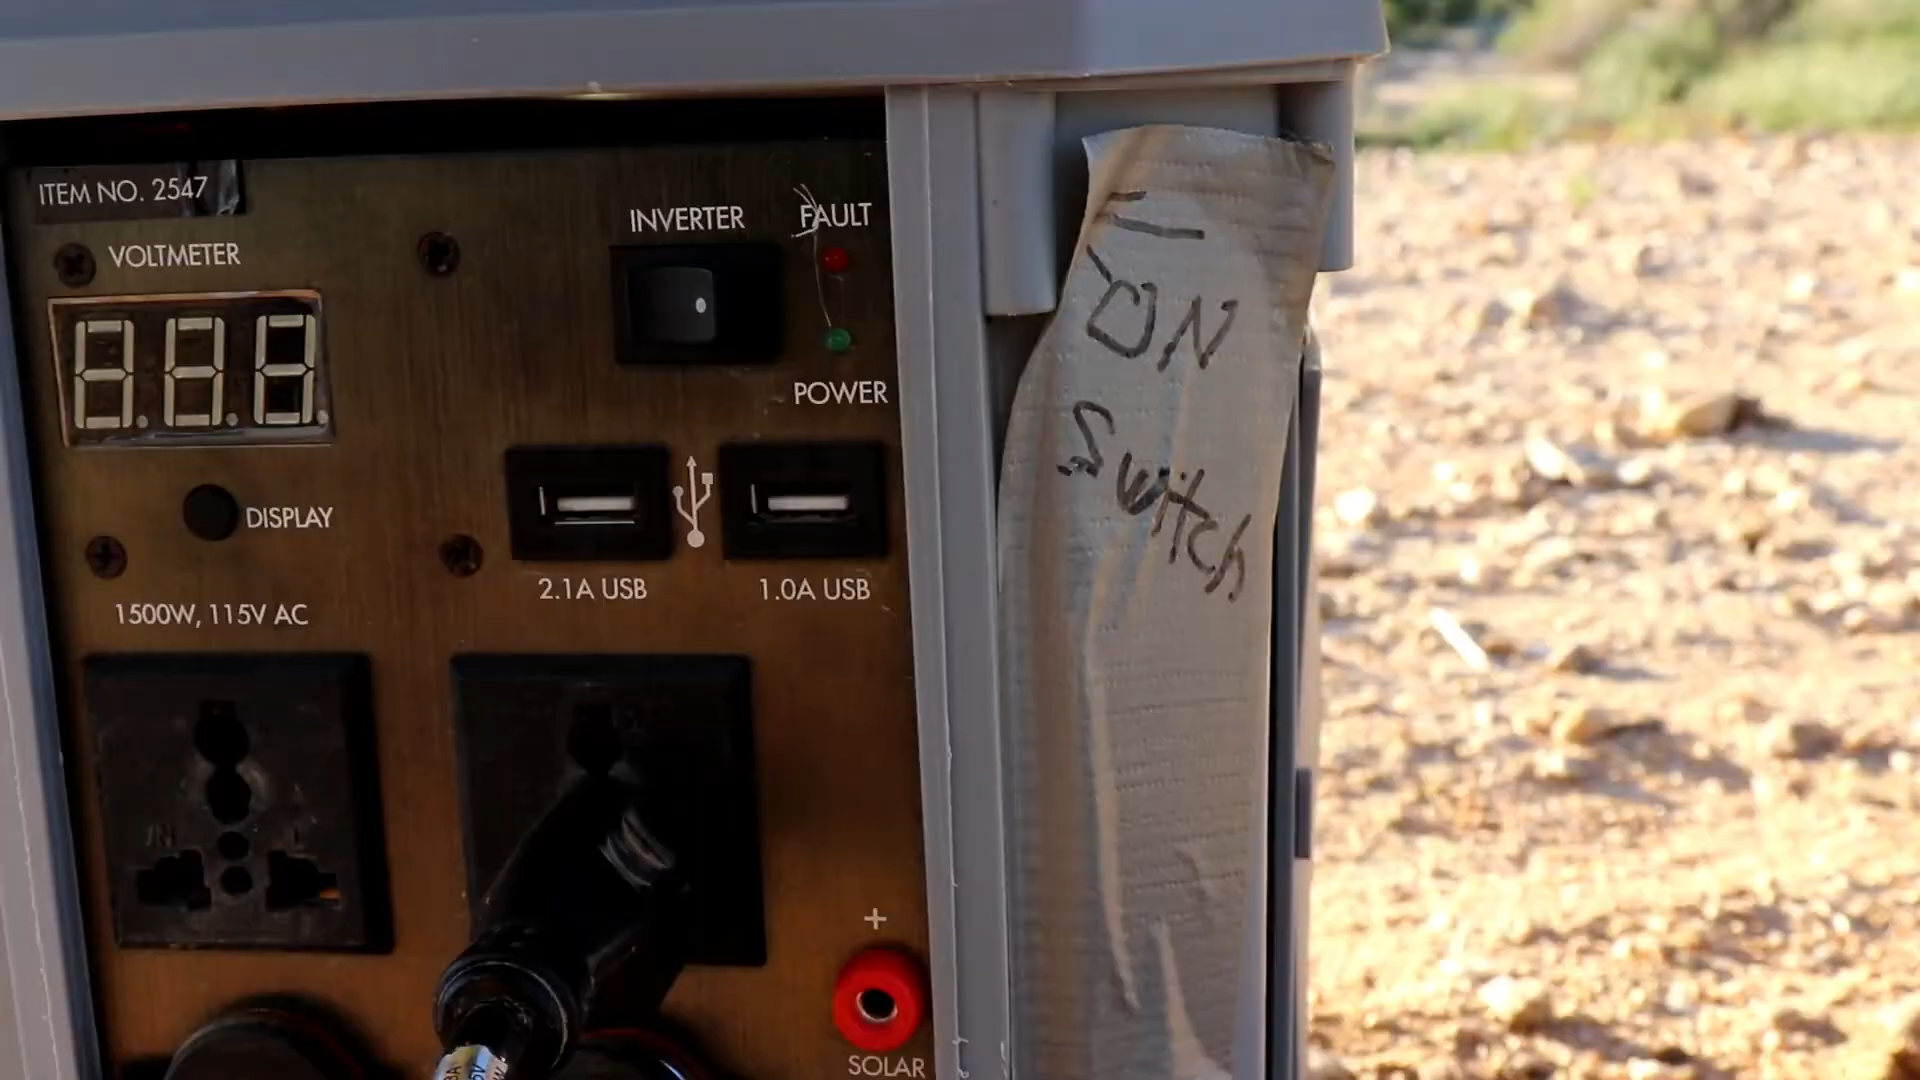 ITEM NO. 2547
VOLTMETER
INVERTER
FAULT
POWER
DISPLAY
2.1A USB
1.0A USB
1500W, 115V AC
+
SOLAR
ON
Switch